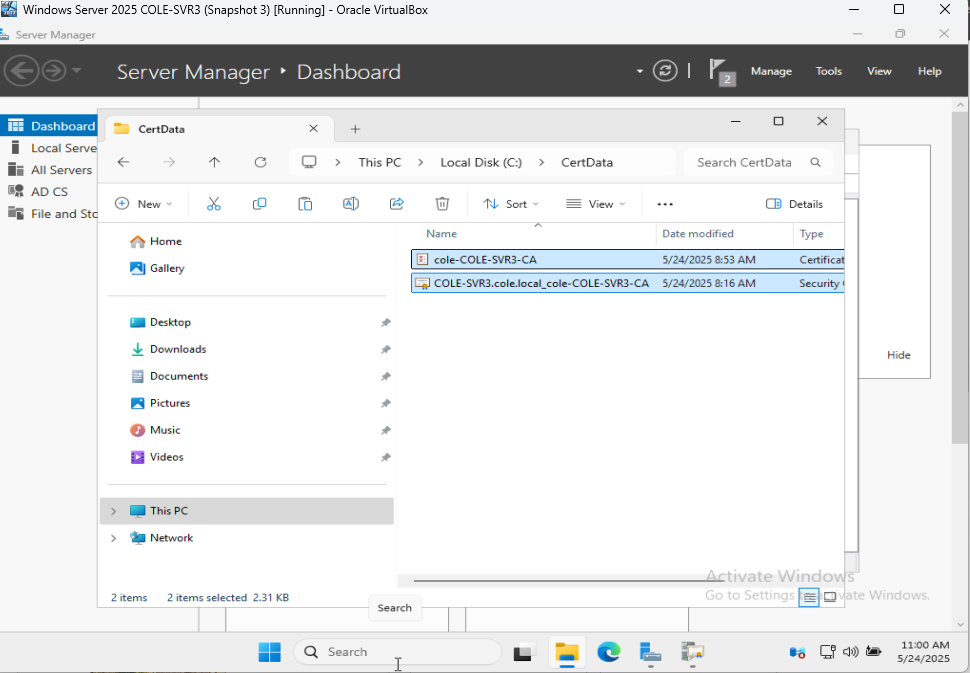 Windows Server 2025 COLE-SVR3 (Snapshot 3) [Running] - Oracle VirtualBox
Server Manager
Server Manager ‣ Dashboard
2
Manage Tools View Help
Dashboard
Local Serve
All Servers
AD CS
File and Sto
CertData
This PC > Local Disk (C:) > CertData
Search CertData
New
Sort
View
Details
Home
Gallery
Desktop
Downloads
Documents
Pictures
Music
Videos
This PC
Network
Name Date modified Type
cole-COLE-SVR3-CA 5/24/2025 8:53 AM Certificat
COLE-SVR3.cole.local_cole-COLE-SVR3-CA 5/24/2025 8:16 AM Security
Hide
2 items 2 items selected 2.31 KB
Activate Windows
Go to Settings to activate Windows.
Search
Search
11:00 AM
5/24/2025